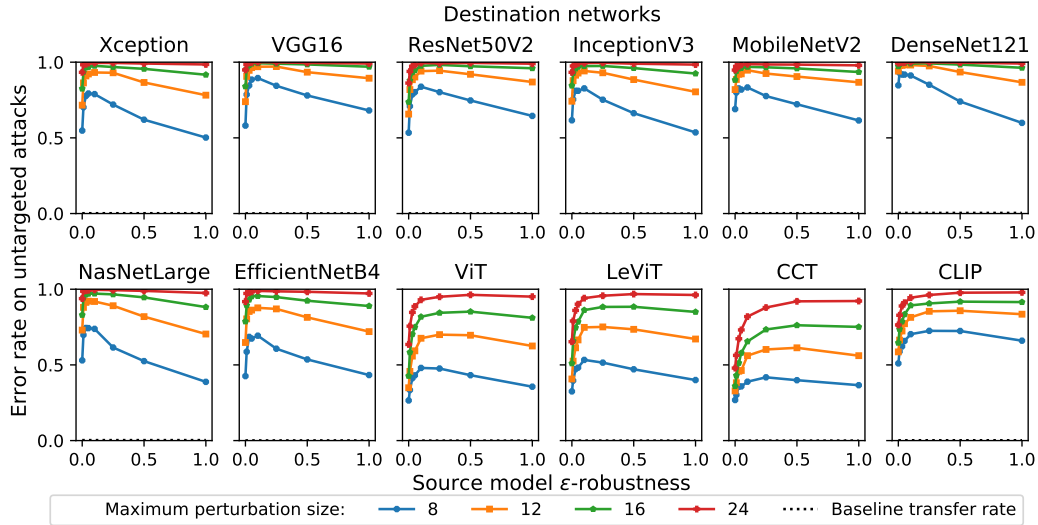 Destination networks
Xception VGG16 ResNet50V2 InceptionV3 MobileNetV2 DenseNet121
1.0
0.5
0.0
0.0 0.5 1.0 0.0 0.5 1.0 0.0 0.5 1.0 0.0 0.5 1.0 0.0 0.5 1.0 0.0 0.5 1.0
Error rate on untargeted attacks
NasNetLarge EfficientNetB4 ViT LeViT CCT CLIP
1.0
0.5
0.0
0.0 0.5 1.0 0.0 0.5 1.0 0.0 0.5 1.0 0.0 0.5 1.0 0.0 0.5 1.0 0.0 0.5 1.0
Source model ε-robustness
Maximum perturbation size: 8 12 16 24 Baseline transfer rate